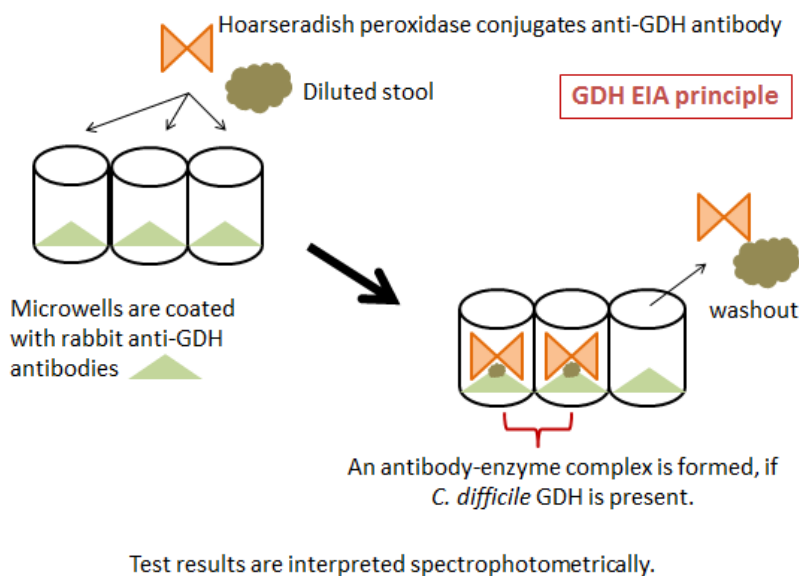 Hoarseradish peroxidase conjugates anti-GDH antibody
Diluted stool
GDH EIA principle
Microwells are coated
with rabbit anti-GDH
antibodies
washout
An antibody-enzyme complex is formed, if
C. difficile GDH is present.
Test results are interpreted spectrophotometrically.